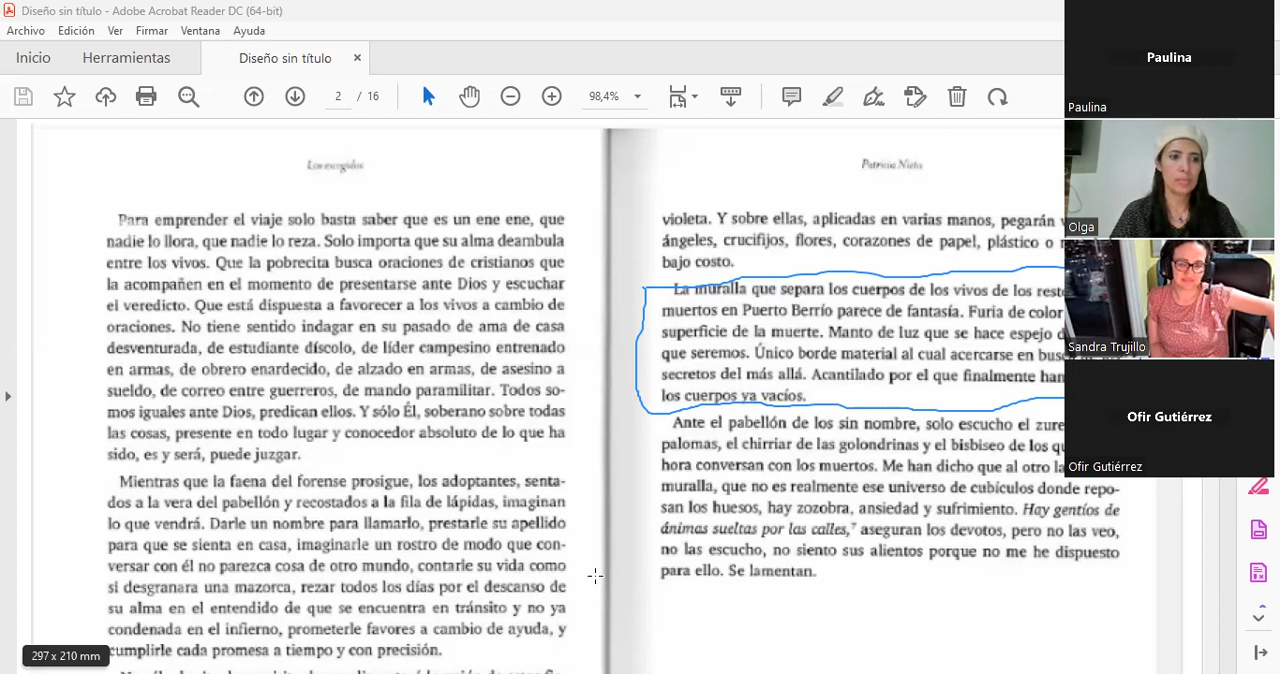 Diseño sin título - Adobe Acrobat Reader DC (64-bit)
Archivo Edición Ver Firmar Ventana Ayuda
Inicio Herramientas Diseño sin título ×
2 / 16 98,4%
Los escogidos
Para emprender el viaje solo basta saber que es un ene ene, que
nadie lo llora, que nadie lo reza. Solo importa que su alma deambula
entre los vivos. Que la pobrecita busca oraciones de cristianos que
la acompañen en el momento de presentarse ante Dios y escuchar
el veredicto. Que está dispuesta a favorecer a los vivos a cambio de
oraciones. No tiene sentido indagar en su pasado de ama de casa
desventurada, de estudiante díscolo, de líder campesino entrenado
en armas, de obrero enardecido, de alzado en armas, de asesino a
sueldo, de correo entre guerreros, de mando paramilitar. Todos so-
mos iguales ante Dios, predican ellos. Y sólo Él, soberano sobre todas
las cosas, presente en todo lugar y conocedor absoluto de lo que ha
sido, es y será, puede juzgar.
Mientras que la faena del forense prosigue, los adoptantes, senta-
dos a la vera del pabellón y recostados a la fila de lápidas, imaginan
lo que vendrá. Darle un nombre para llamarlo, prestarle su apellido
para que se sienta en casa, imaginarle un rostro de modo que con-
versar con él no parezca cosa de otro mundo, contarle su vida como
si desgranara una mazorca, rezar todos los días por el descanso de
su alma en el entendido de que se encuentra en tránsito y no ya
condenada en el infierno, prometerle favores a cambio de ayuda, y
cumplirle cada promesa a tiempo y con precisión.
Patricia Nieto
violeta. Y sobre ellas, aplicadas en varias manos, pegarán
ángeles, crucifijos, flores, corazones de papel, plástico o
bajo costo.
La muralla que separa los cuerpos de los vivos de los
muertos en Puerto Berrío parece de fantasía. Furia de color
superficie de la muerte. Manto de luz que se hace espejo
que seremos. Único borde material al cual acercarse en
secretos del más allá. Acantilado por el que finalmente
los cuerpos ya vacíos.
Ante el pabellón de los sin nombre, solo escucho el
palomas, el chirriar de las golondrinas y el bisbiseo de los
hora conversan con los muertos. Me han dicho que al otro
muralla, que no es realmente ese universo de cubículos donde repo-
san los huesos, hay zozobra, ansiedad y sufrimiento. Hay gentíos de
ánimas sueltas por las calles,⁷ aseguran los devotos, pero no las veo,
no las escucho, no siento sus alientos porque no me he dispuesto
para ello. Se lamentan.
297 x 210 mm
Paulina
Paulina
Olga
Sandra Trujillo
Ofir Gutiérrez
Ofir Gutiérrez